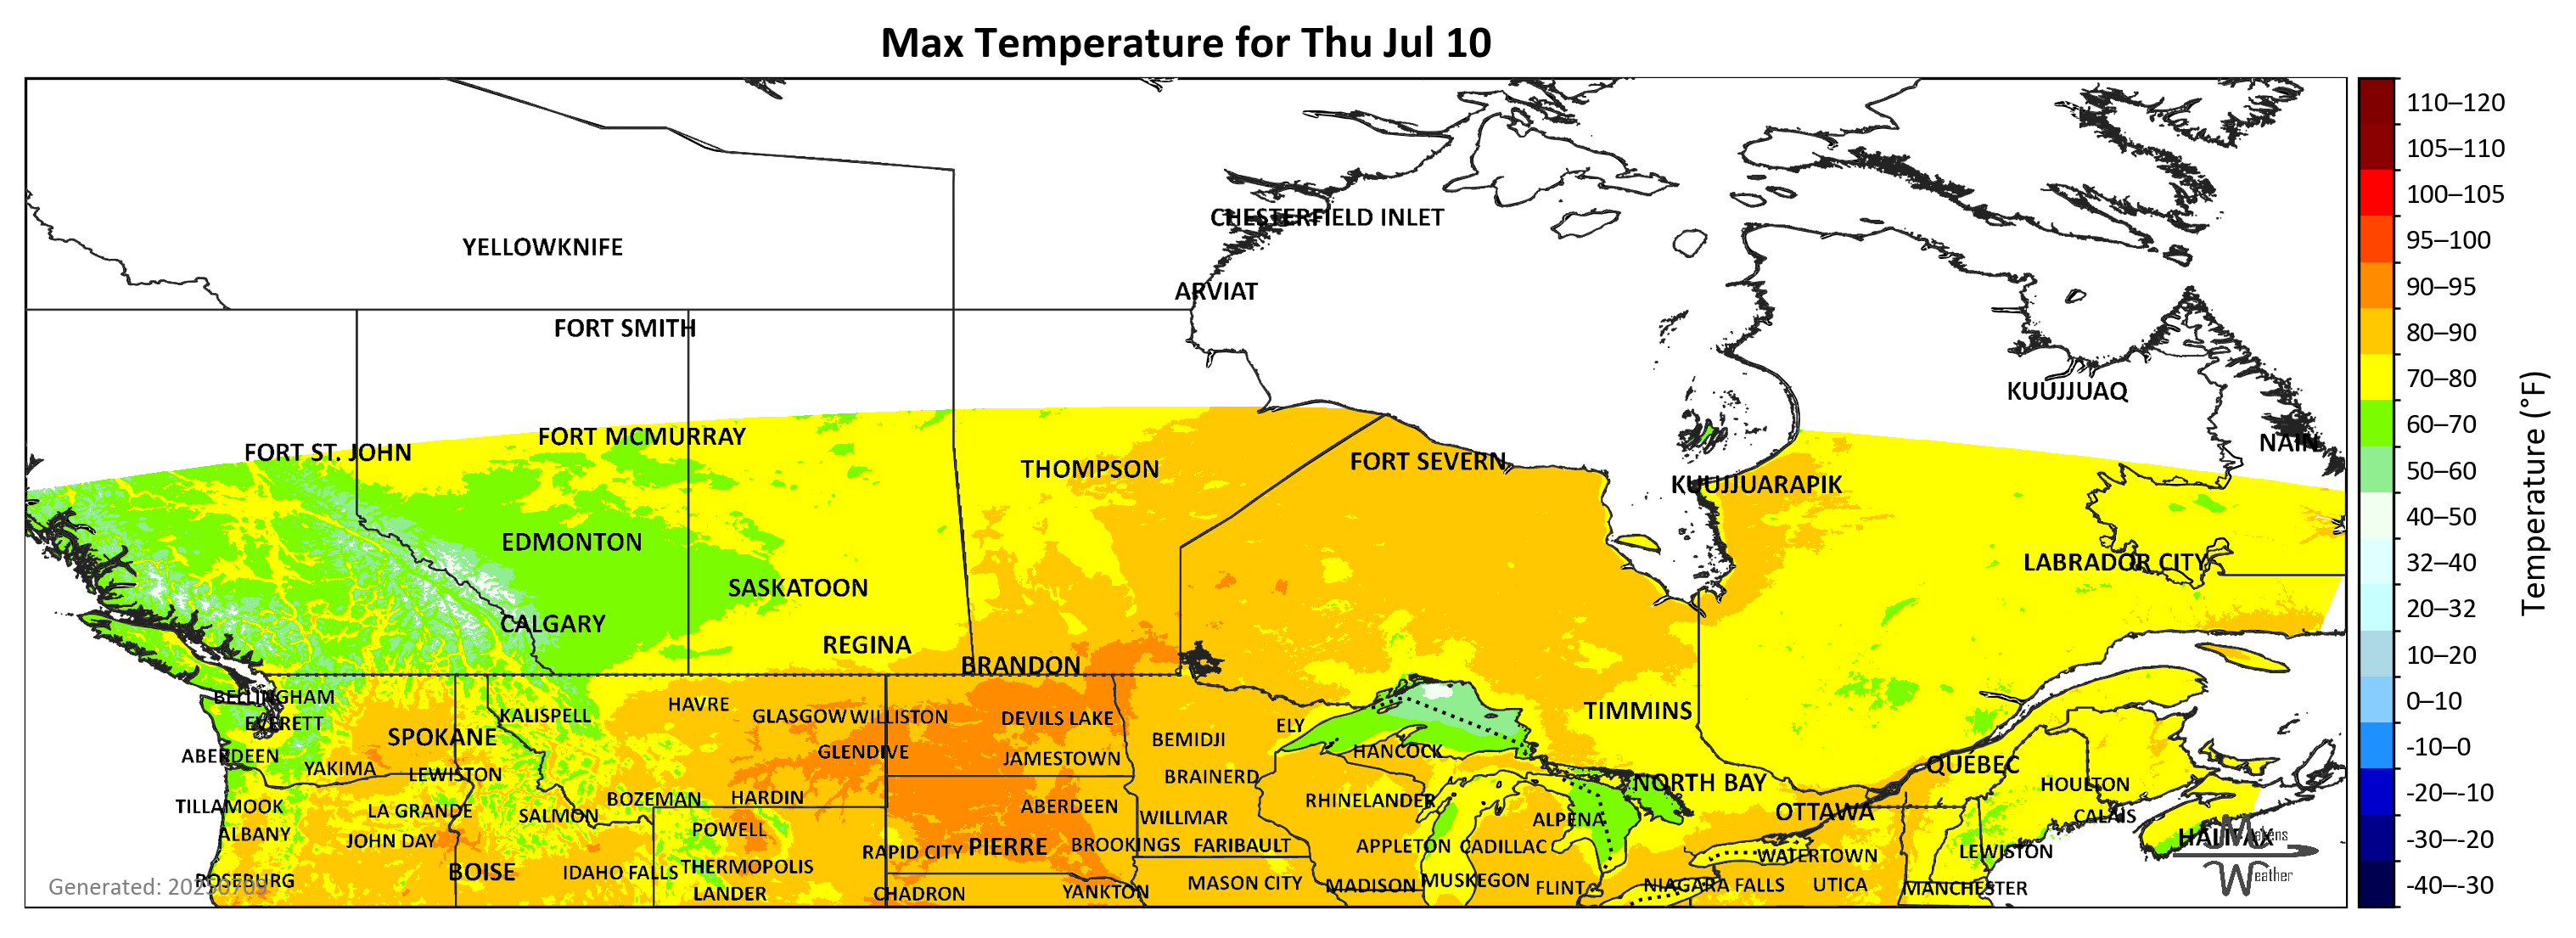 Max Temperature for Thu Jul 10
110–120
105–110
100–105
95–100
90–95
80–90
70–80
60–70
50–60
40–50
32–40
20–32
10–20
0–10
-10–0
-20–-10
-30–-20
-40–-30
Temperature (°F)
CHESTERFIELD INLET
YELLOWKNIFE
ARVIAT
FORT SMITH
KUUJJUAQ
FORT MCMURRAY
NAIN
FORT ST. JOHN
FORT SEVERN
THOMPSON
KUUJJUARAPIK
EDMONTON
LABRADOR CITY
SASKATOON
CALGARY
REGINA
BRANDON
BELLINGHAM
HAVRE
TIMMINS
KALISPELL
GLASGOW
WILLISTON
DEVILS LAKE
EVERETT
ELY
SPOKANE
BEMIDJI
GLENDIVE
HANCOCK
ABERDEEN
JAMESTOWN
QUÉBEC
YAKIMA
LEWISTON
BRAINERD
NORTH BAY
HOULTON
BOZEMAN
HARDIN
RHINELANDER
TILLAMOOK
LA GRANDE
ABERDEEN
OTTAWA
SALMON
WILLMAR
CALAIS
ALPENA
ALBANY
POWELL
HALIFAX
JOHN DAY
PIERRE
BROOKINGS
FARIBAULT
APPLETON
CADILLAC
RAPID CITY
LEWISTON
WATERTOWN
THERMOPOLIS
BOISE
IDAHO FALLS
ROSEBURG
MUSKEGON
MASON CITY
MADISON
FLINT
NIAGARA FALLS
UTICA
MANCHESTER
LANDER
CHADRON
YANKTON
Generated: 20250709
Matens
Weather